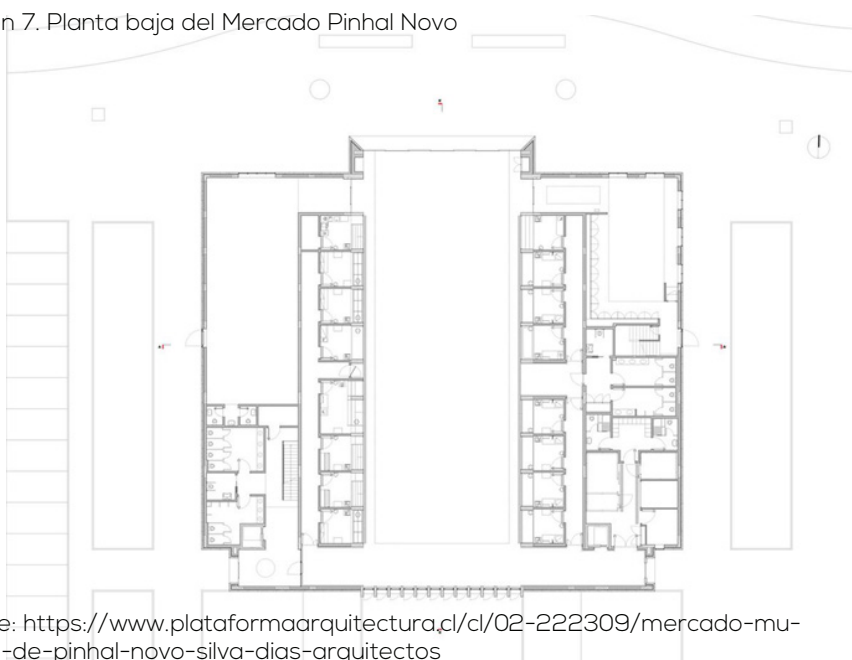 n 7. Planta baja del Mercado Pinhal Novo
e: https://www.plataformaarquitectura.cl/cl/02-222309/mercado-mu-
-de-pinhal-novo-silva-dias-arquitectos